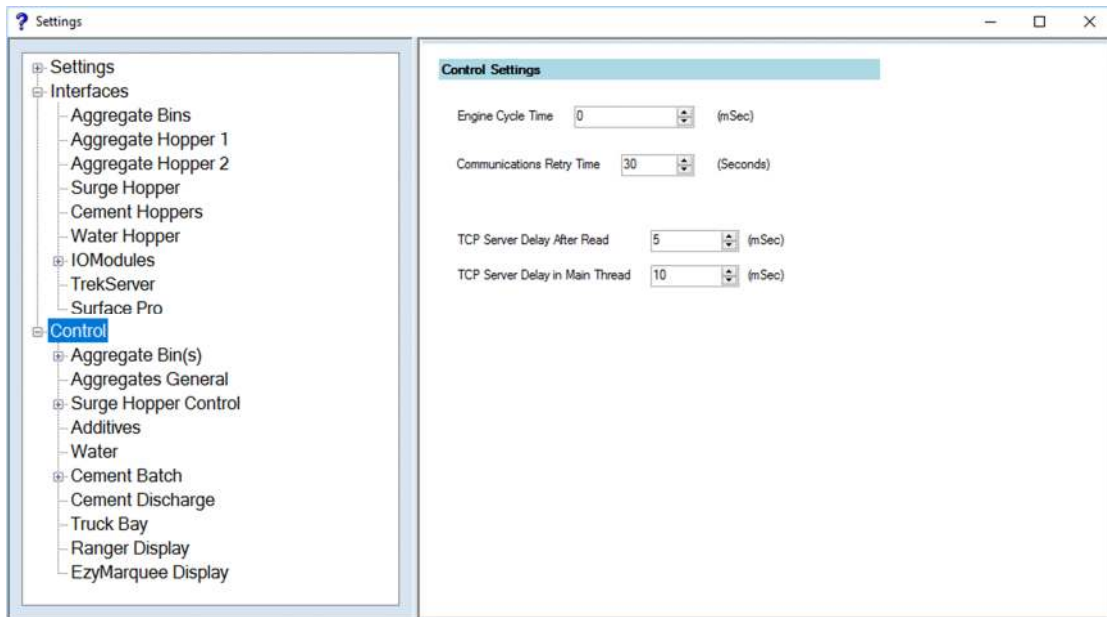 Settings
Settings
Interfaces
Aggregate Bins
Aggregate Hopper 1
Aggregate Hopper 2
Surge Hopper
Cement Hoppers
Water Hopper
IOModules
TrekServer
Surface Pro
Control
Aggregate Bin(s)
Aggregates General
Surge Hopper Control
Additives
Water
Cement Batch
Cement Discharge
Truck Bay
Ranger Display
EzyMarquee Display
Control Settings
Engine Cycle Time 0 (mSec)
Communications Retry Time 30 (Seconds)
TCP Server Delay After Read 5 (mSec)
TCP Server Delay in Main Thread 10 (mSec)